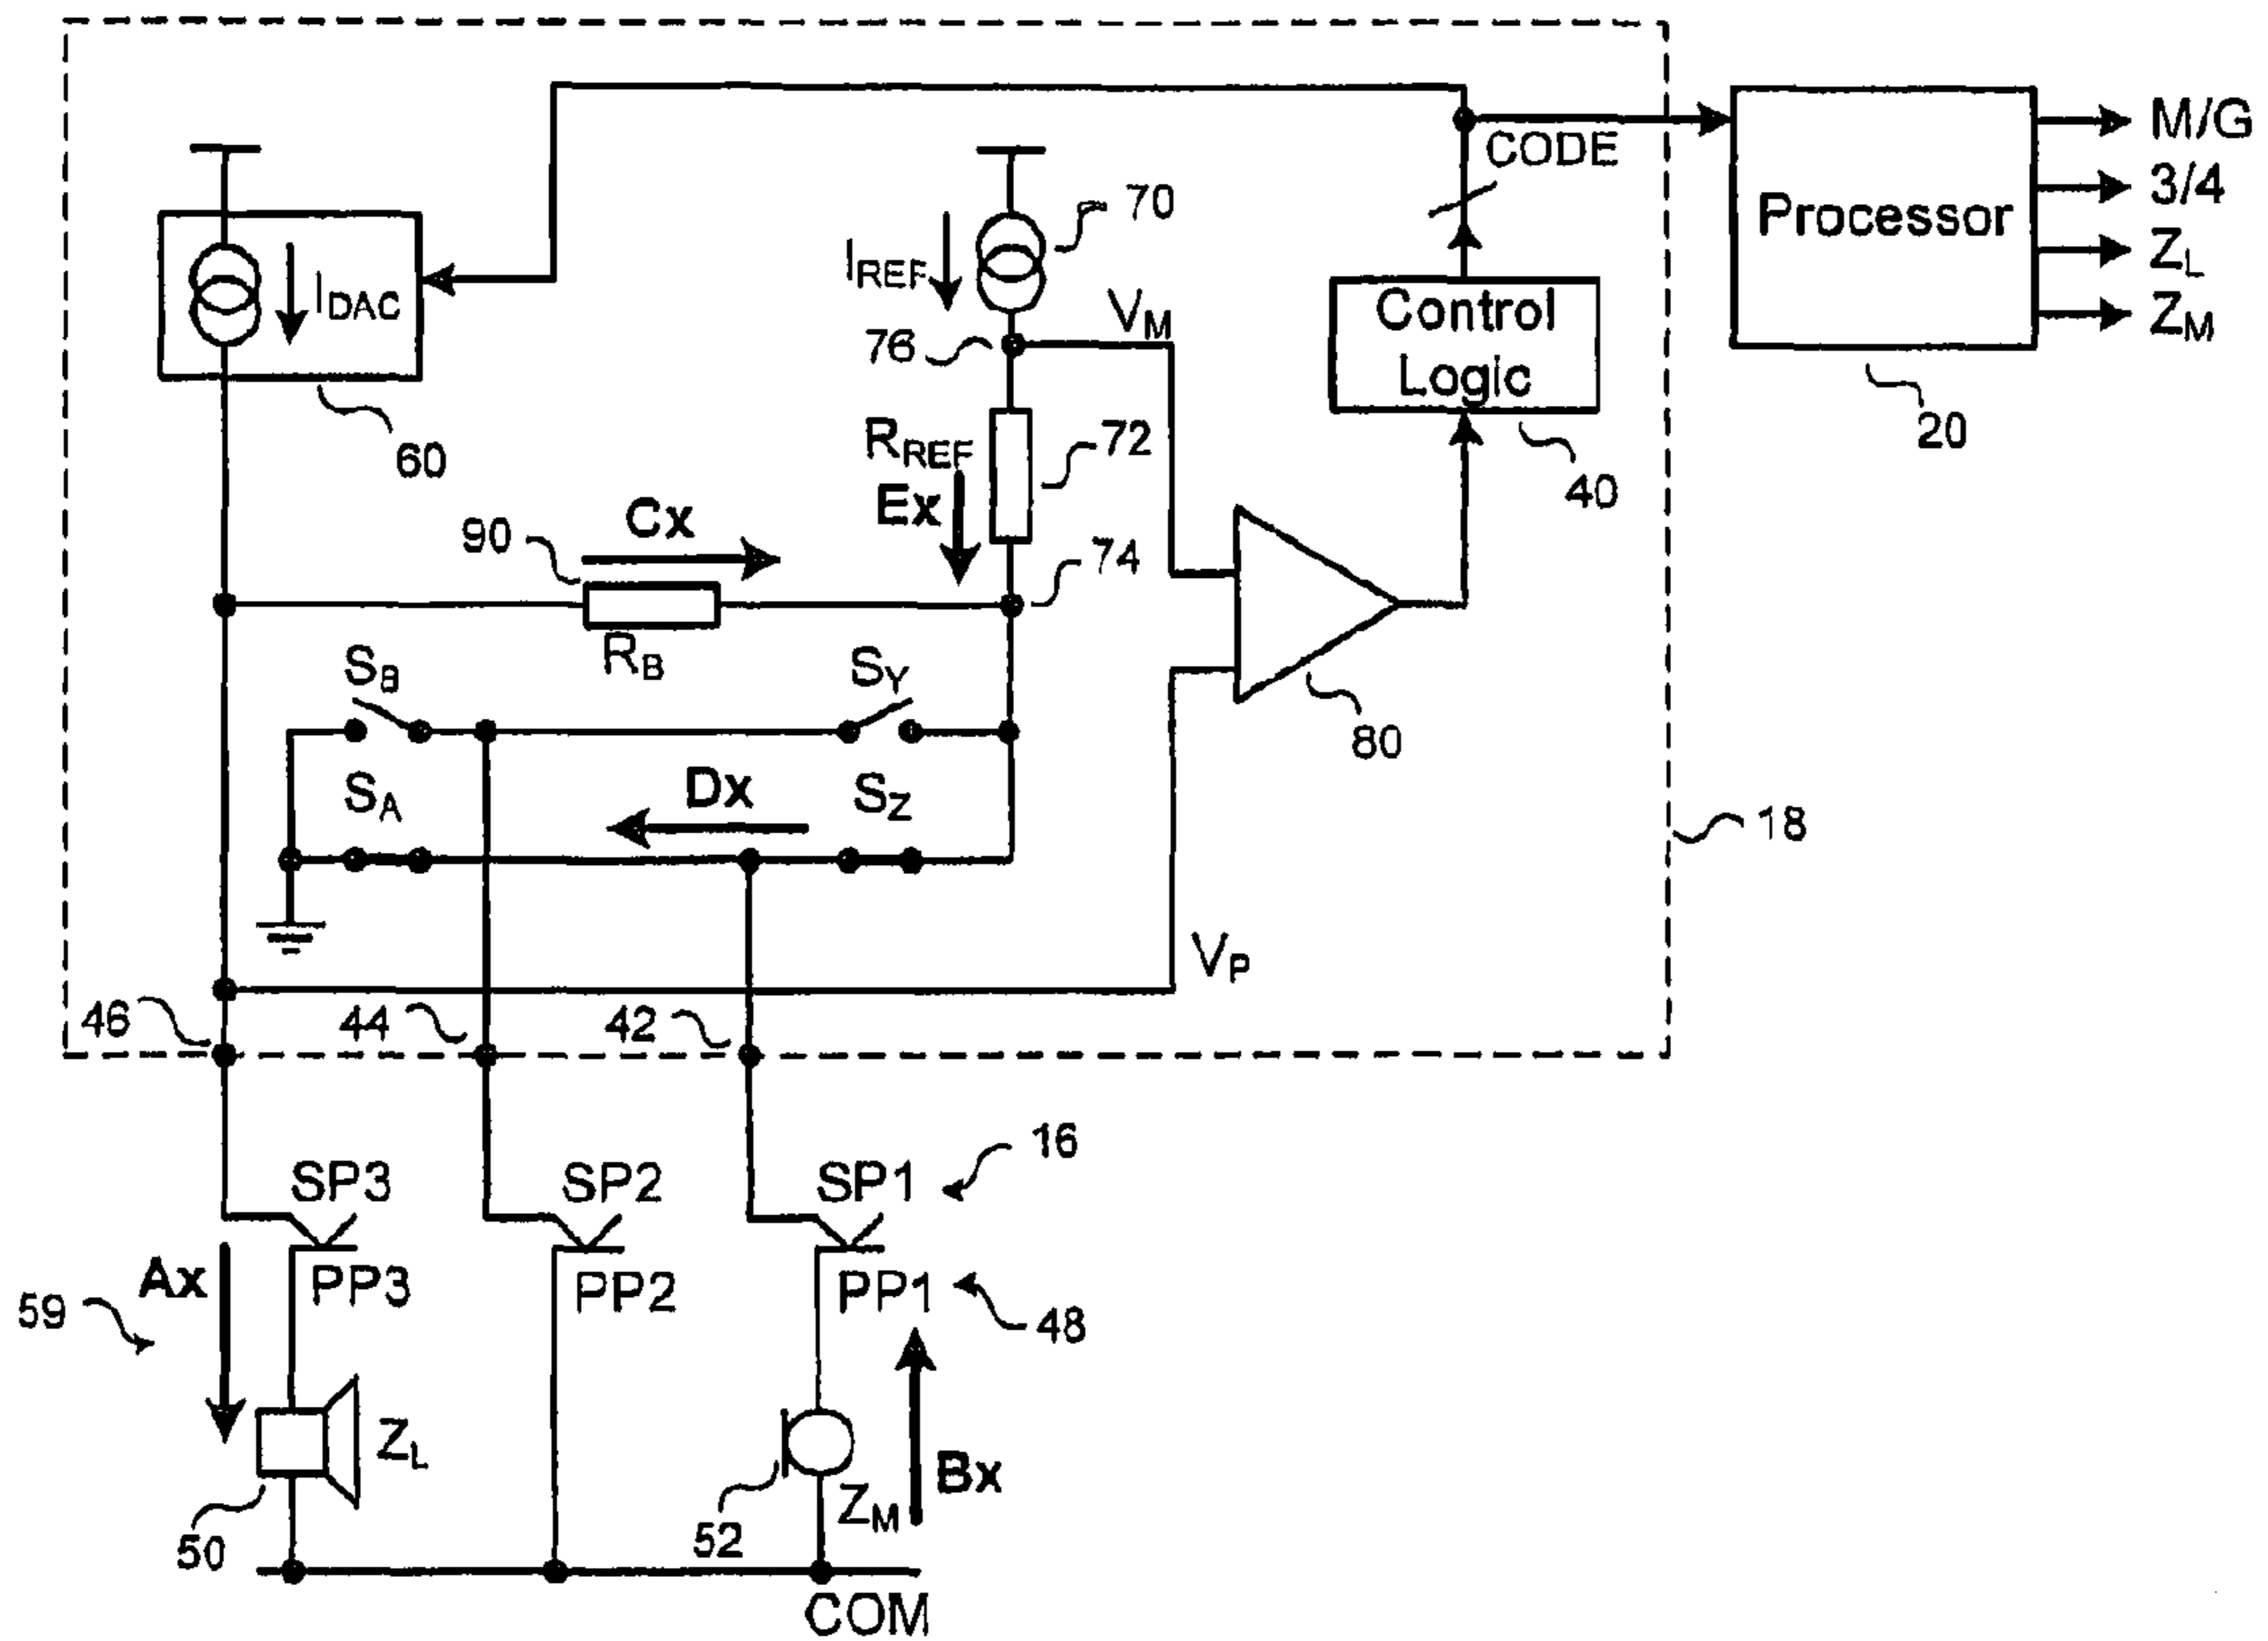 M/G
3/4
Z_L
Z_M
CODE
Processor
20
70
I_REF
I_DAC
60
V_M
76
Control
Logic
40
R_REF
72
Ex
Cx
90
74
R_B
S_B
S_Y
80
Dx
S_A
S_Z
18
V_P
46
44
42
16
SP3
SP2
SP1
Ax
PP3
PP2
PP1
59
48
Z_L
Bx
Z_M
50
52
COM